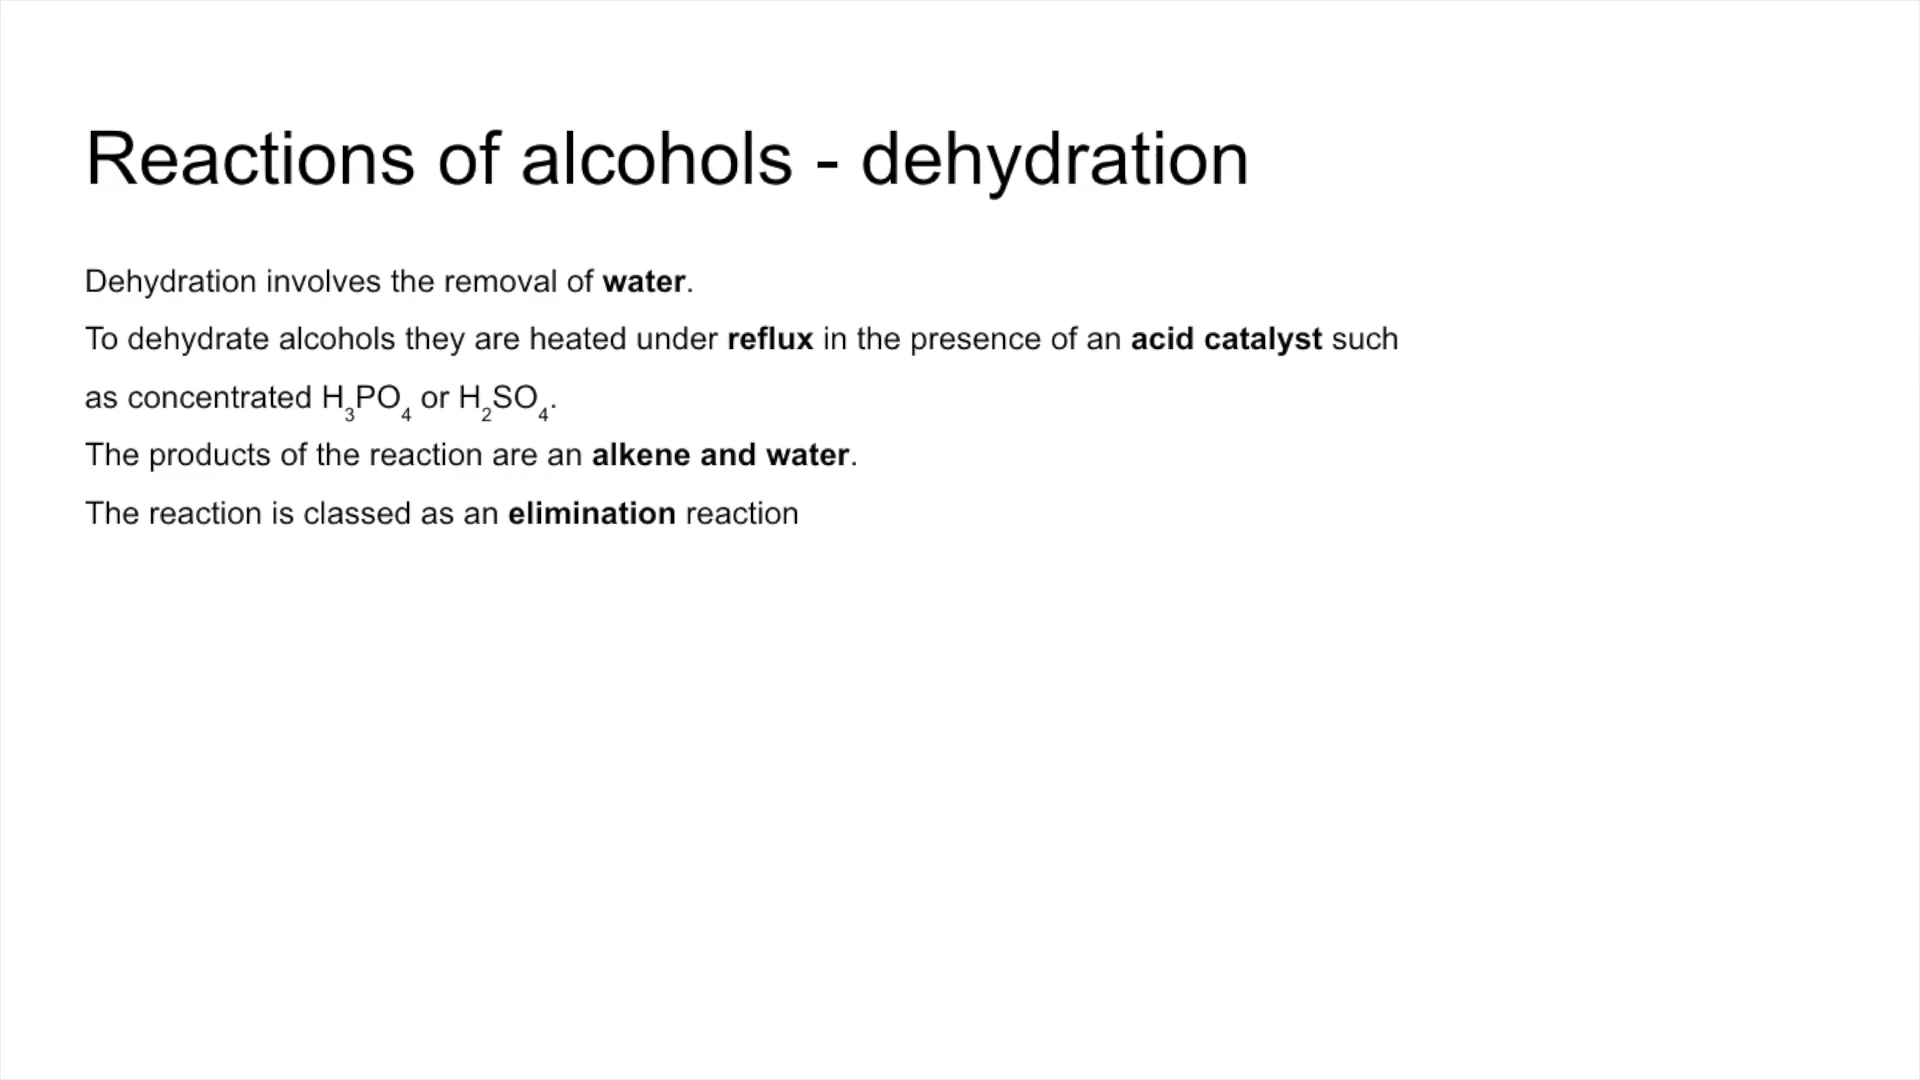 Reactions of alcohols - dehydration
Dehydration involves the removal of water.
To dehydrate alcohols they are heated under reflux in the presence of an acid catalyst such
as concentrated H₃PO₄ or H₂SO₄.
The products of the reaction are an alkene and water.
The reaction is classed as an elimination reaction